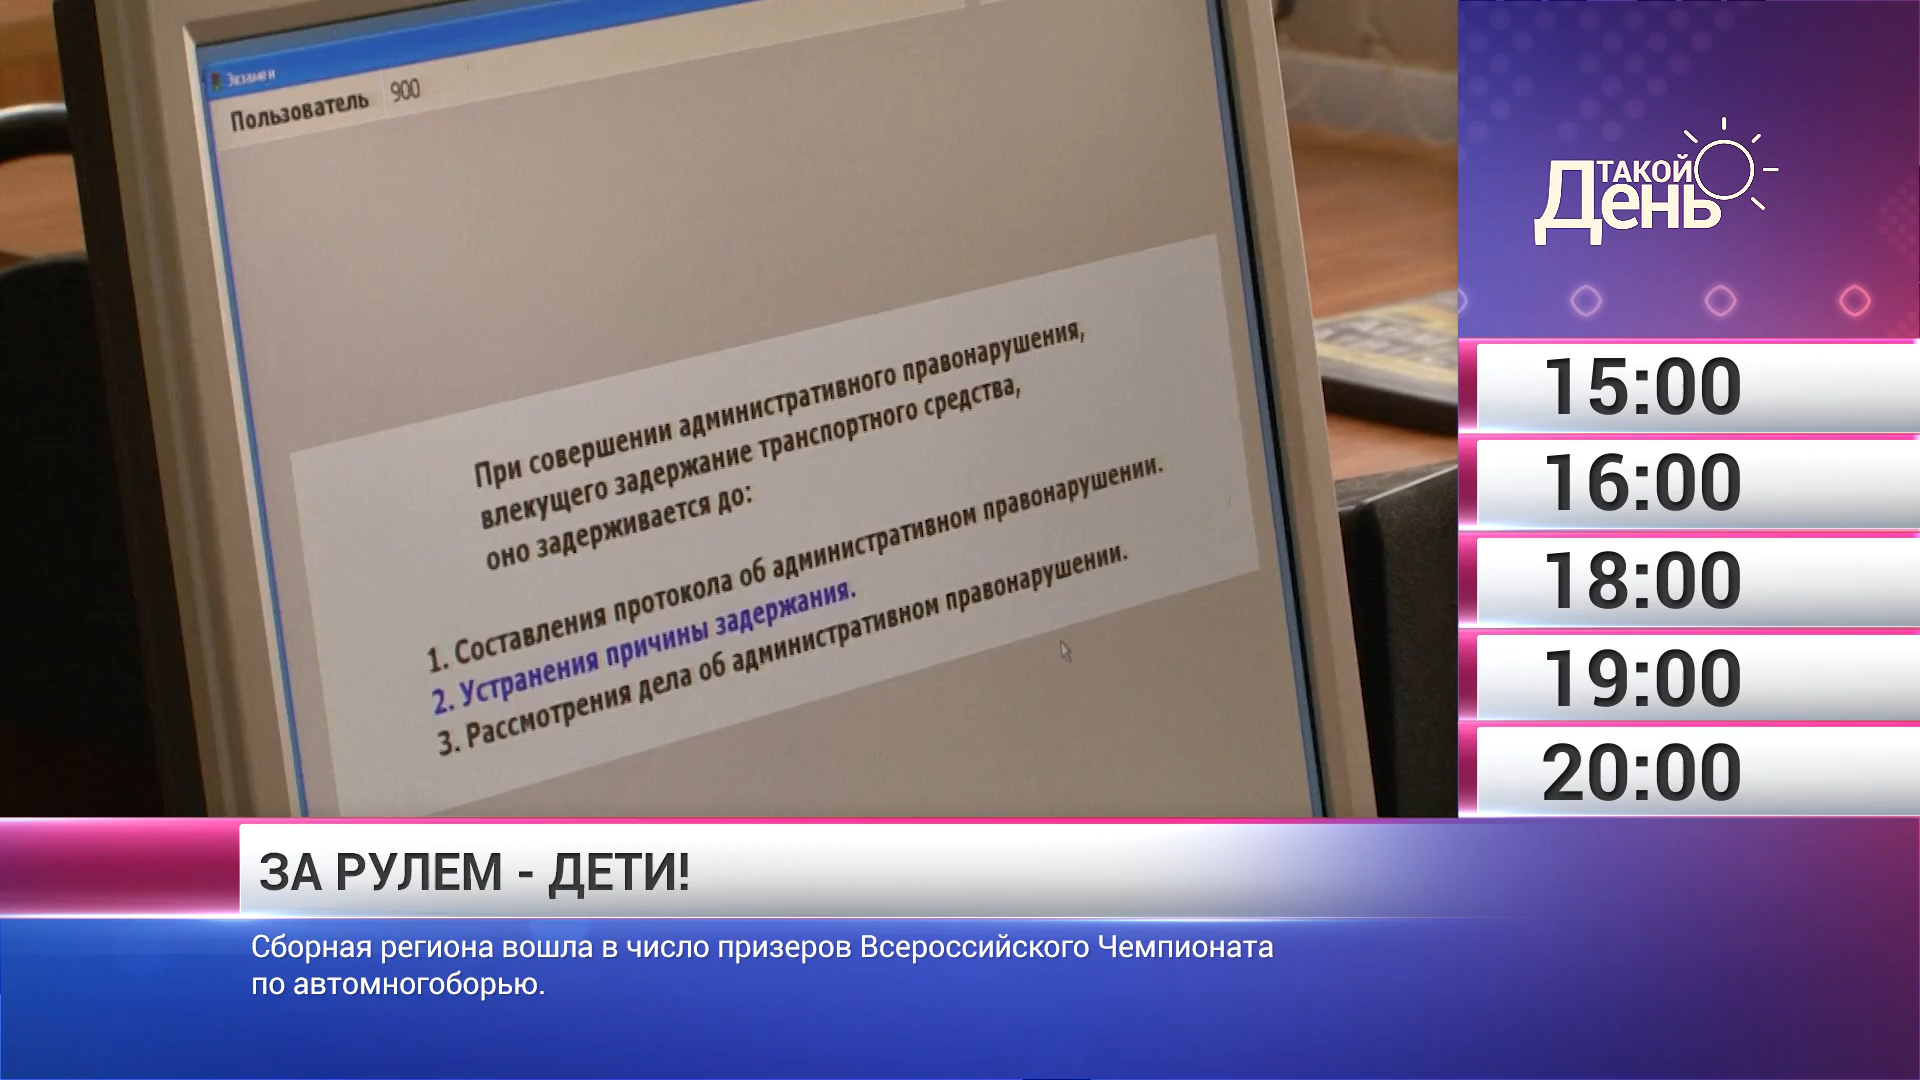 Экзамен
Пользователь 900
При совершении административного правонарушения,
влекущего задержание транспортного средства,
оно задерживается до:
1. Составления протокола об административном правонарушении.
2. Устранения причины задержания.
3. Рассмотрения дела об административном правонарушении.
ТАКОЙ
День
15:00
16:00
18:00
19:00
20:00
ЗА РУЛЕМ - ДЕТИ!
Сборная региона вошла в число призеров Всероссийского Чемпионата
по автомногоборью.